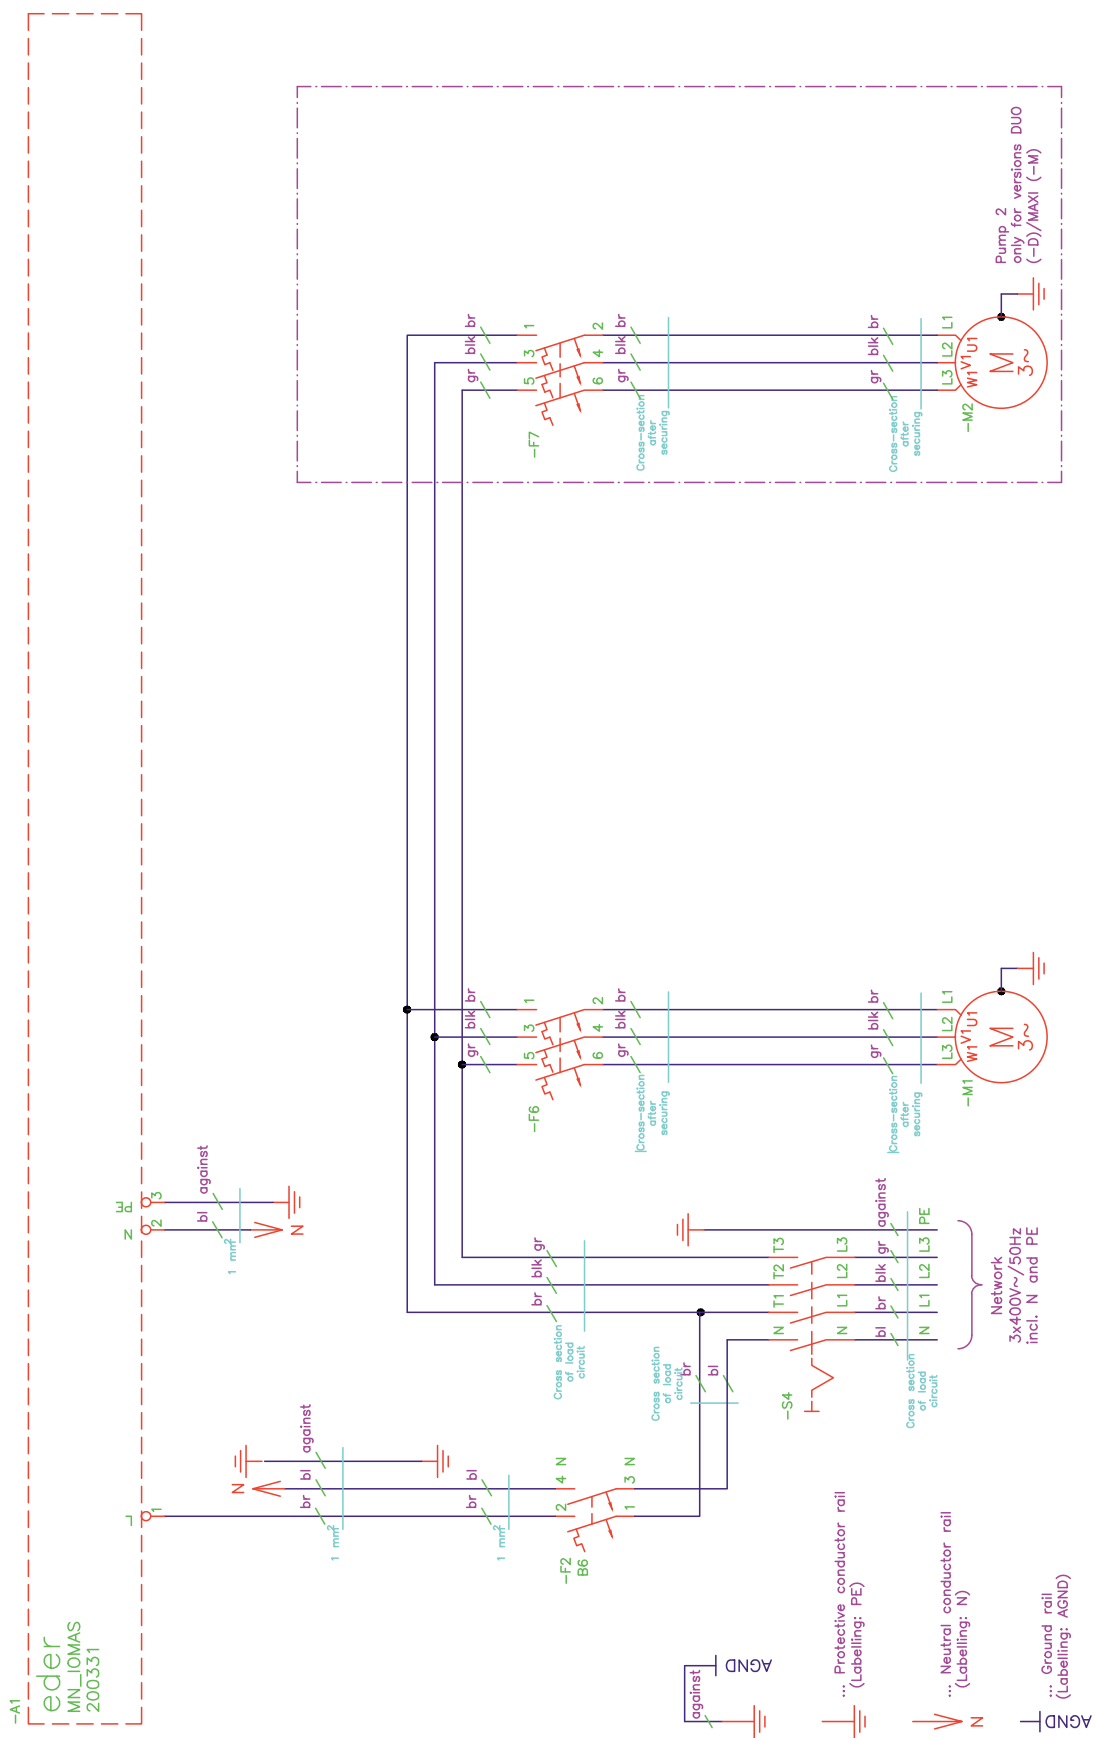 -A1
eder
MN_IOMAS
200331
L
1
N
2
PE
3
bl
against
1 mm²
N
N
br
bl
against
1 mm²
br
bl
1 mm²
-F2
B6
2
4
N
1
3
N
br
bl
Cross section
of load
circuit
br
blk
gr
Cross section
of load
circuit
-S4
N
T1
T2
T3
N
L1
L2
L3
bl
br
blk
gr
against
N
L1
L2
L3
PE
Cross section
of load
circuit
Network
3x400V~/50Hz
incl. N and PE
gr
blk
br
5
3
1
-F6
6
4
2
gr
blk
br
Cross-section
after
securing
gr
blk
br
Cross-section
after
securing
L3
L2
L1
-M1
W1
V1
U1
M
3~
gr
blk
br
5
3
1
-F7
6
4
2
gr
blk
br
Cross-section
after
securing
gr
blk
br
Cross-section
after
securing
L3
L2
L1
-M2
W1
V1
U1
M
3~
Pump 2
only for versions DUO
(-D)/MAXI (-M)
against
AGND
... Protective conductor rail
(Labelling: PE)
N
... Neutral conductor rail
(Labelling: N)
AGND
... Ground rail
(Labelling: AGND)